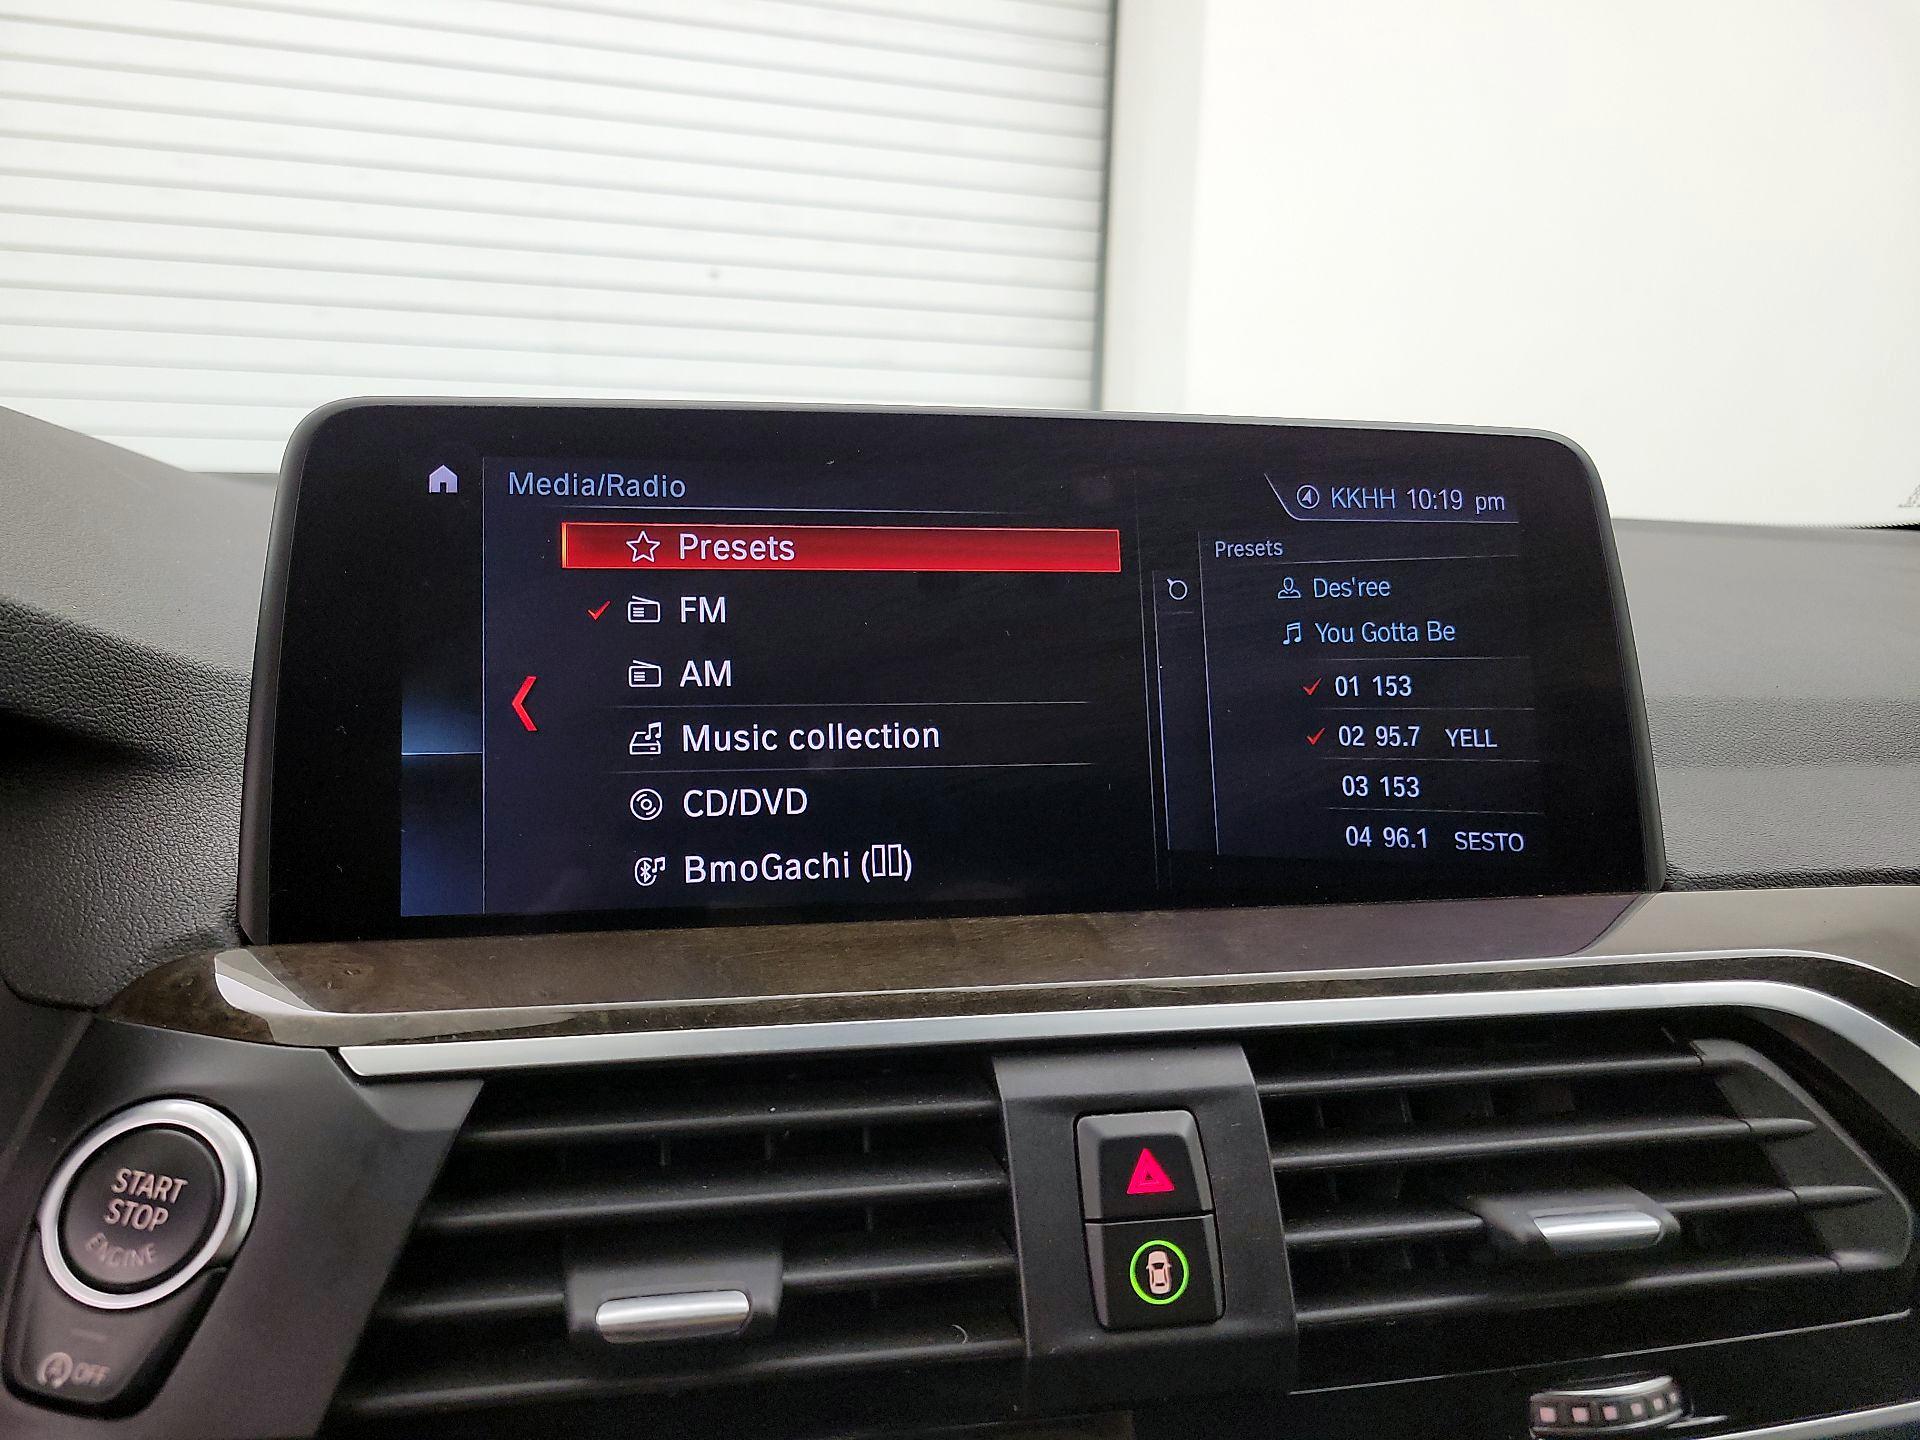 Media/Radio
KKHH 10:19 pm
Presets
FM
AM
Music collection
CD/DVD
BmoGachi (▯▯)
Presets
Des'ree
You Gotta Be
01 153
02 95.7 YELL
03 153
04 96.1 SESTO
START
STOP
ENGINE
A OFF